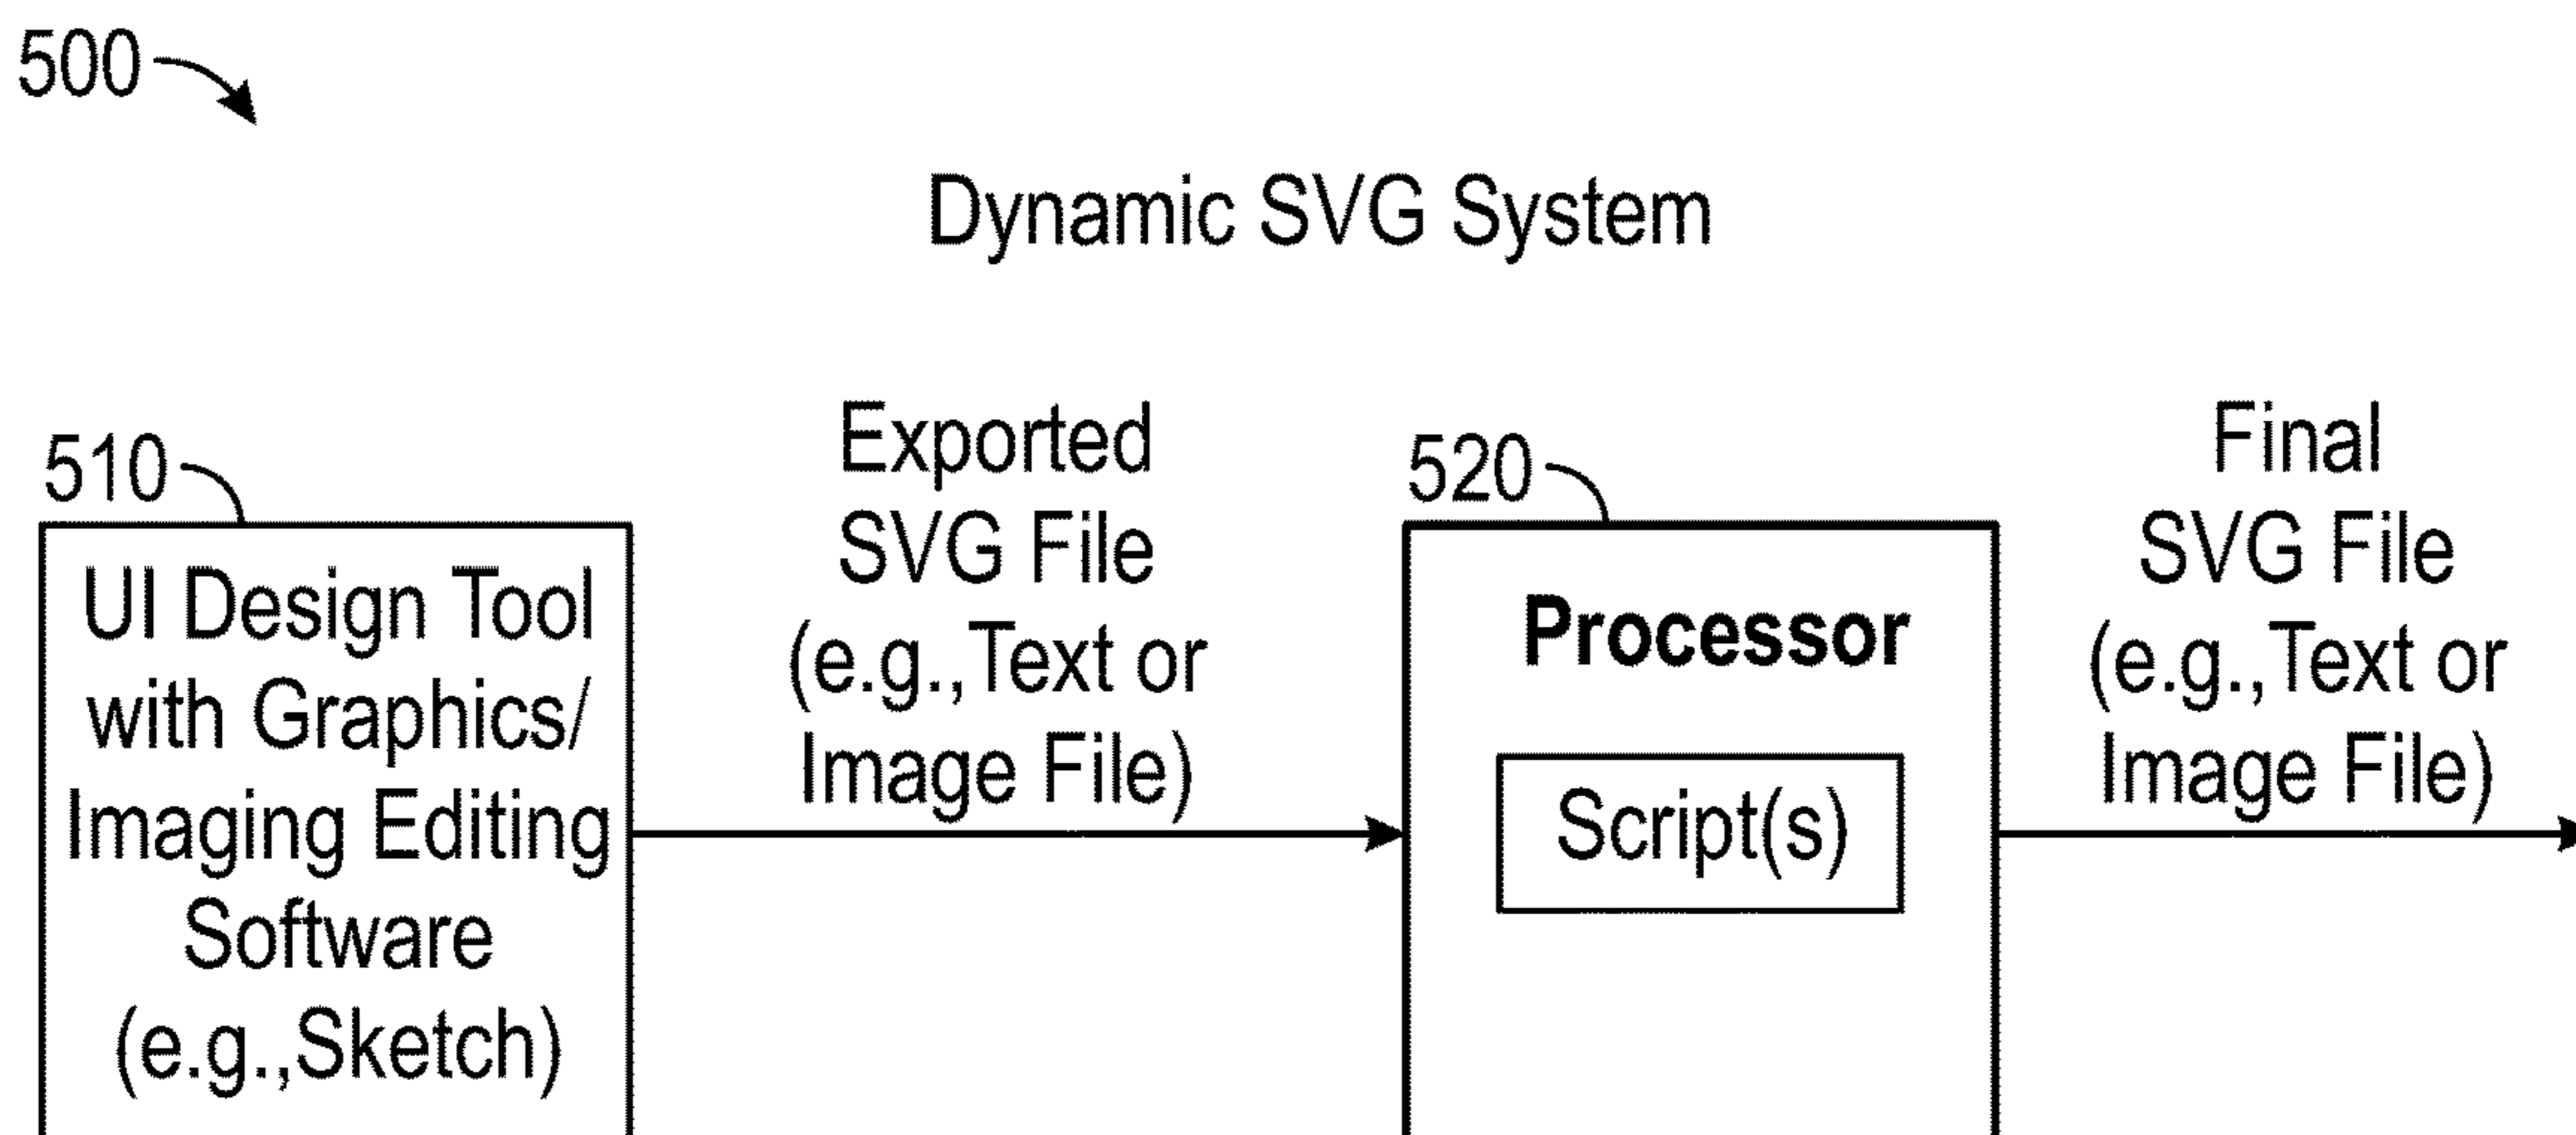 500
Dynamic SVG System
510
UI Design Tool
with Graphics/
Imaging Editing
Software
(e.g.,Sketch)
Exported
SVG File
(e.g.,Text or
Image File)
520
Processor
Script(s)
Final
SVG File
(e.g.,Text or
Image File)